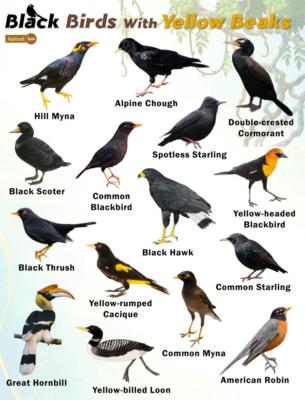 Black Birds With Yellow Beaks
Animal Spot
Hill Myna
Alpine Chough
Double-crested
Cormorant
Spotless Starling
Black Scoter
Common
Blackbird
Yellow-headed
Blackbird
Black Hawk
Black Thrush
Common Starling
Yellow-rumped
Cacique
Common Myna
Great Hornbill
Yellow-billed Loon
American Robin